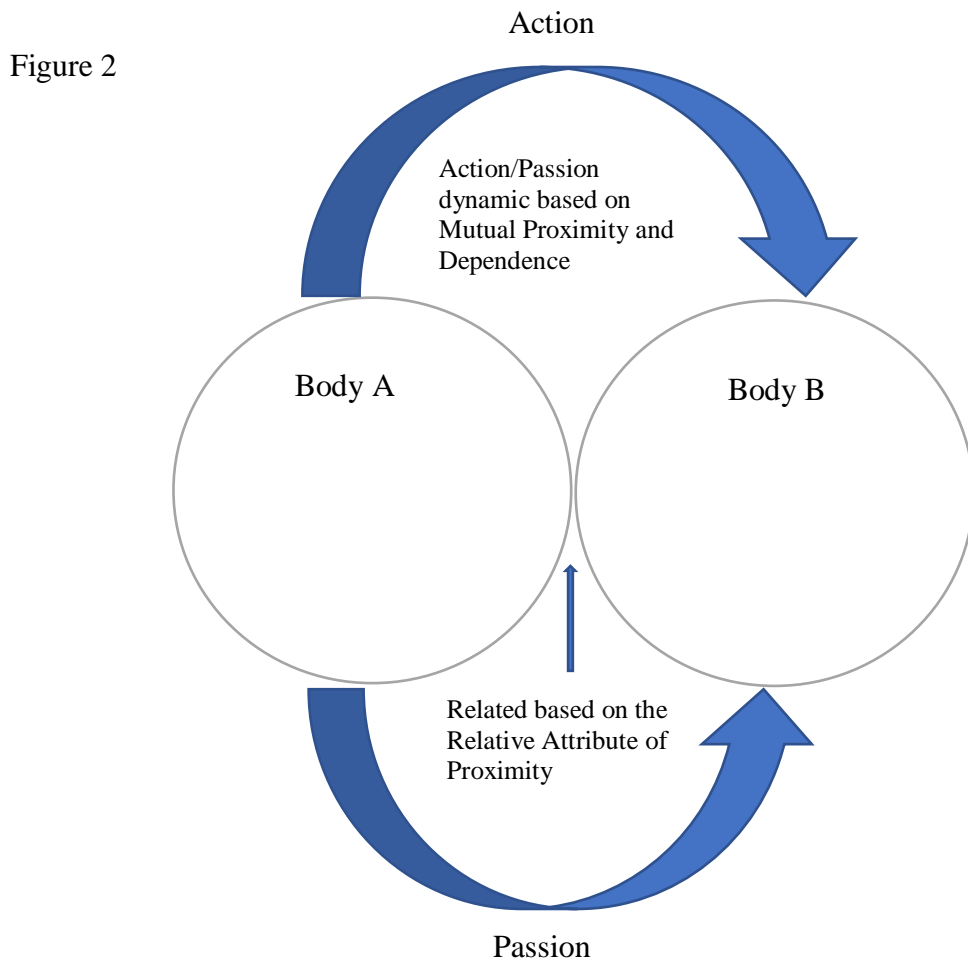 Action
Figure 2
Action/Passion
dynamic based on
Mutual Proximity and
Dependence
Body A
Body B
Related based on the
Relative Attribute of
Proximity
Passion